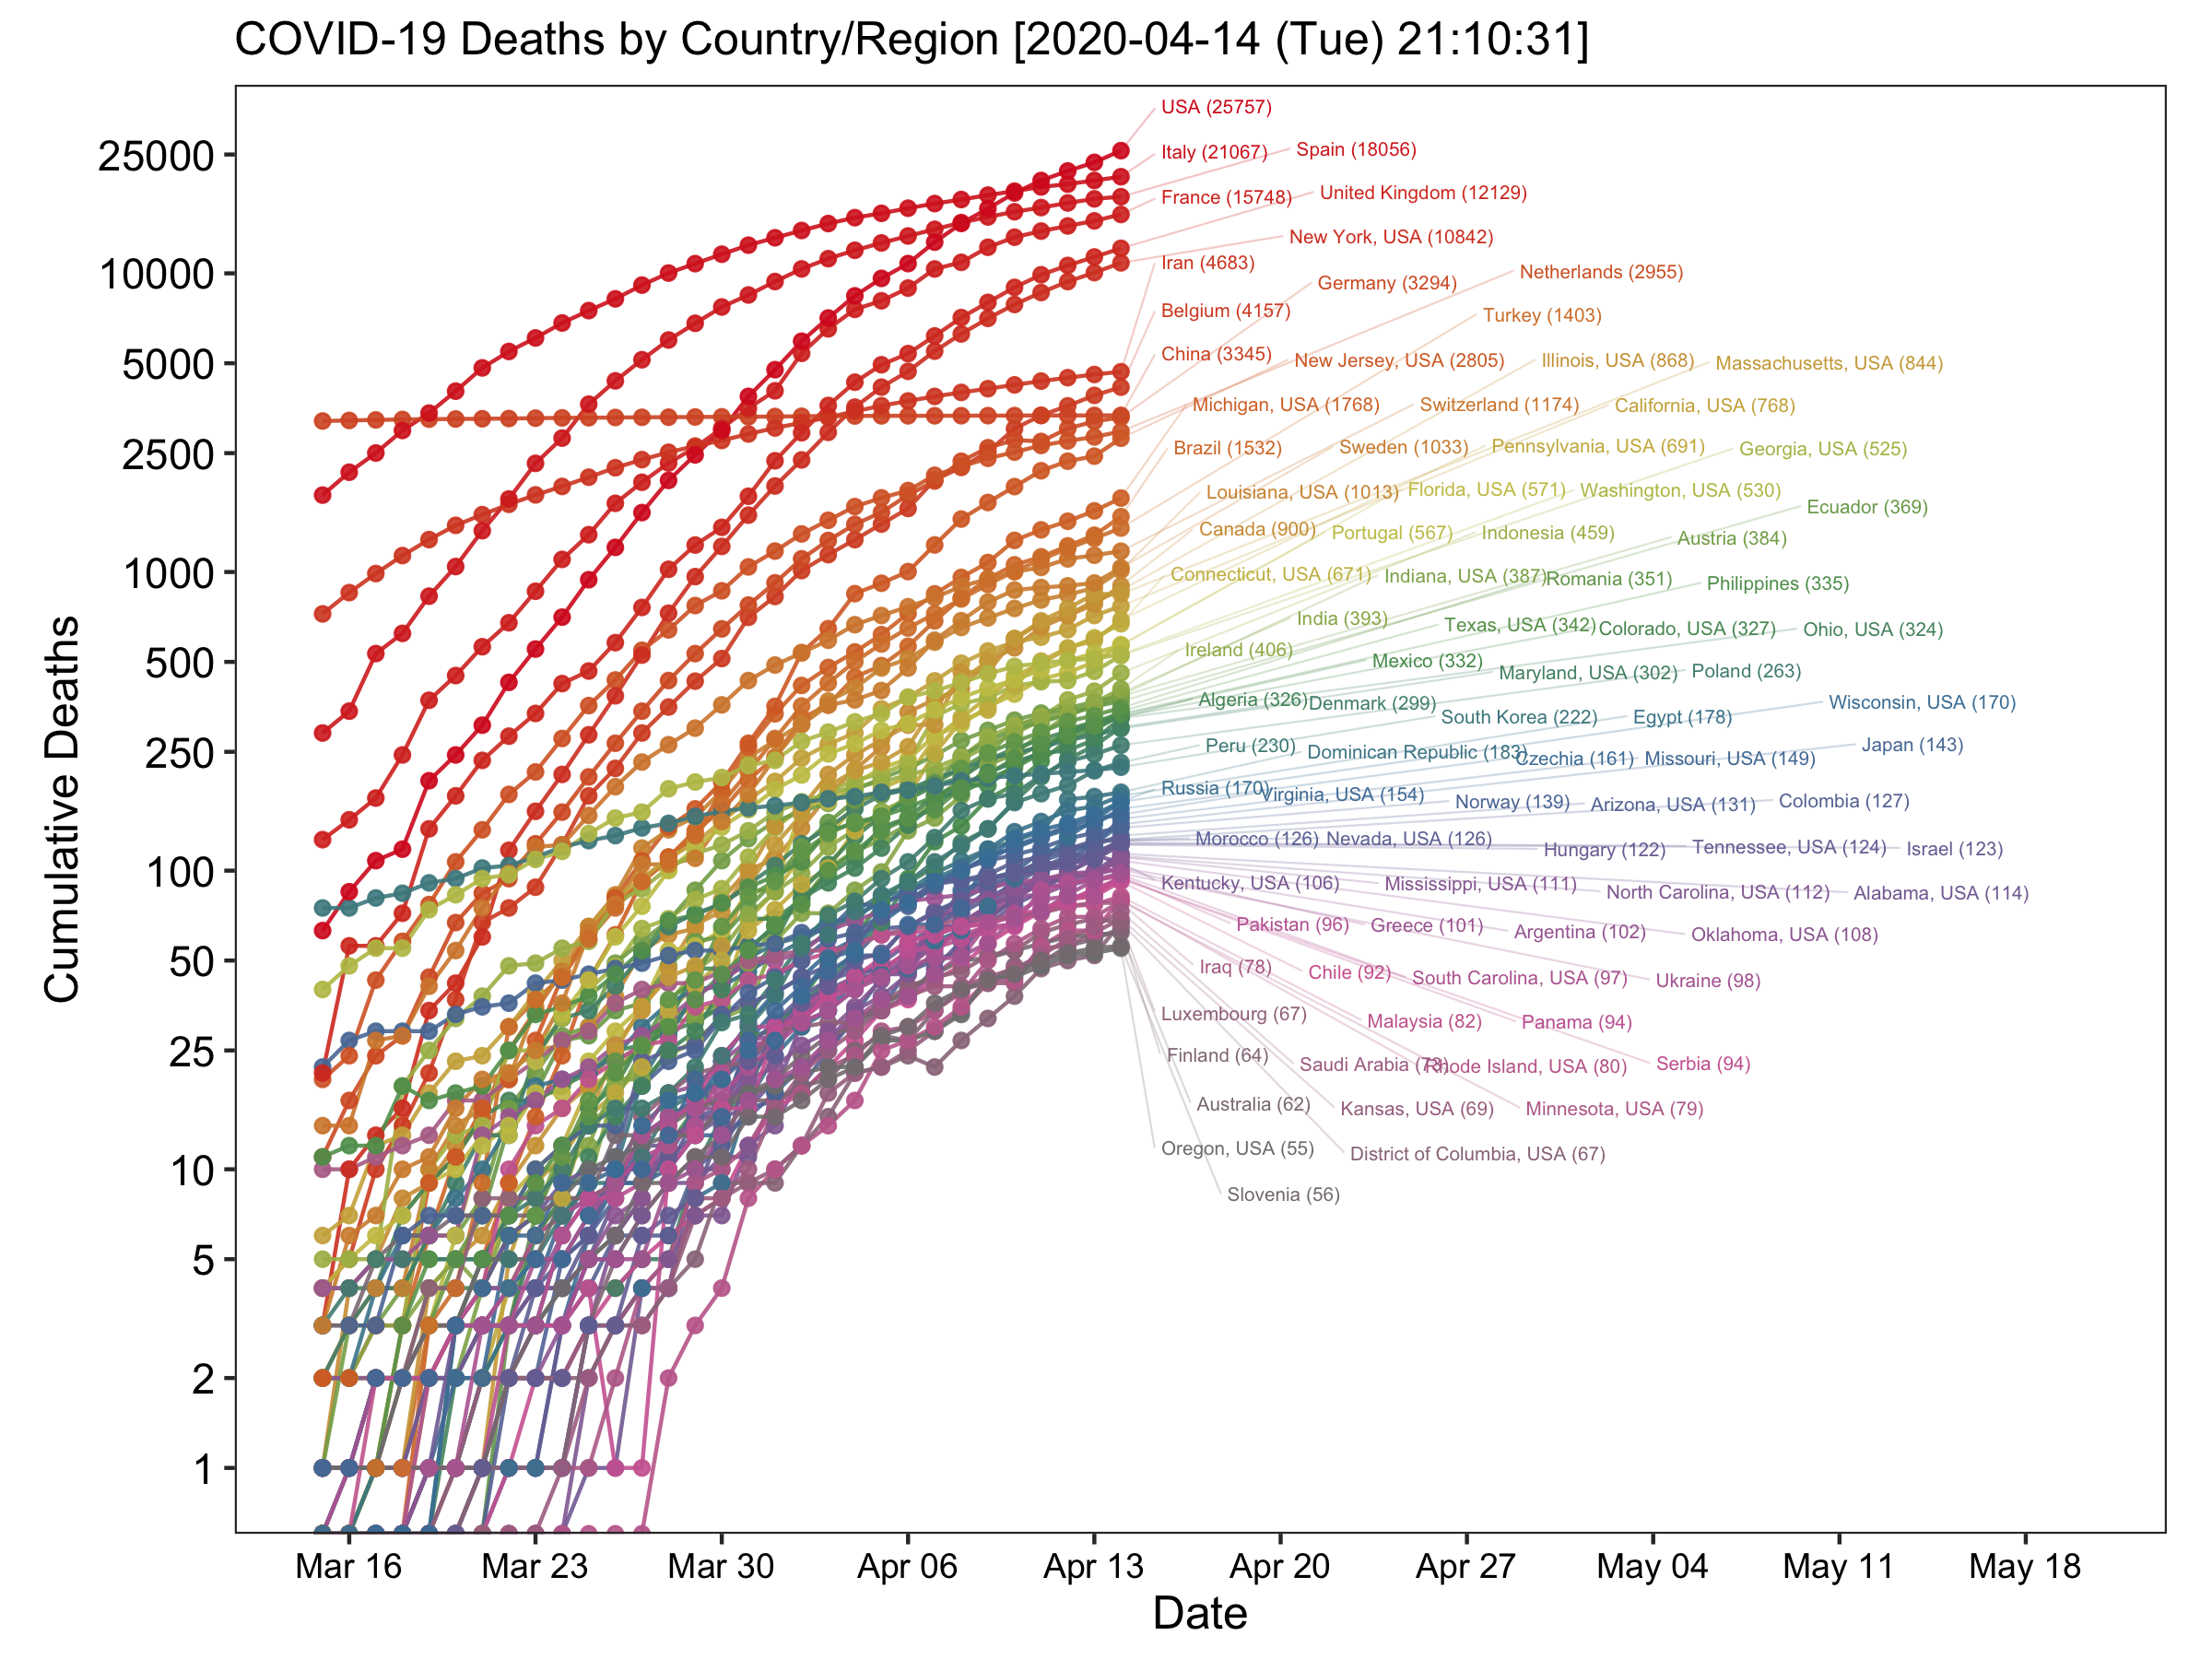 COVID-19 Deaths by Country/Region [2020-04-14 (Tue) 21:10:31]
Cumulative Deaths
25000
10000
5000
2500
1000
500
250
100
50
25
10
5
2
1
USA (25757)
Italy (21067)
Spain (18056)
France (15748)
United Kingdom (12129)
New York, USA (10842)
Iran (4683)
Netherlands (2955)
Germany (3294)
Belgium (4157)
Turkey (1403)
China (3345)
New Jersey, USA (2805)
Illinois, USA (868)
Massachusetts, USA (844)
Michigan, USA (1768)
Switzerland (1174)
California, USA (768)
Brazil (1532)
Sweden (1033)
Pennsylvania, USA (691)
Georgia, USA (525)
Louisiana, USA (1013)
Florida, USA (571)
Washington, USA (530)
Ecuador (369)
Canada (900)
Portugal (567)
Indonesia (459)
Austria (384)
Connecticut, USA (671)
Indiana, USA (387)
Romania (351)
Philippines (335)
India (393)
Texas, USA (342)
Colorado, USA (327)
Ohio, USA (324)
Ireland (406)
Mexico (332)
Maryland, USA (302)
Poland (263)
Algeria (326)
Denmark (299)
South Korea (222)
Egypt (178)
Wisconsin, USA (170)
Peru (230)
Dominican Republic (183)
Czechia (161)
Missouri, USA (149)
Japan (143)
Russia (170)
Virginia, USA (154)
Norway (139)
Arizona, USA (131)
Colombia (127)
Morocco (126)
Nevada, USA (126)
Hungary (122)
Tennessee, USA (124)
Israel (123)
Kentucky, USA (106)
Mississippi, USA (111)
North Carolina, USA (112)
Alabama, USA (114)
Pakistan (96)
Greece (101)
Argentina (102)
Oklahoma, USA (108)
Iraq (78)
Chile (92)
South Carolina, USA (97)
Ukraine (98)
Luxembourg (67)
Malaysia (82)
Panama (94)
Finland (64)
Saudi Arabia (73)
Rhode Island, USA (80)
Serbia (94)
Australia (62)
Kansas, USA (69)
Minnesota, USA (79)
Oregon, USA (55)
District of Columbia, USA (67)
Slovenia (56)
Mar 16
Mar 23
Mar 30
Apr 06
Apr 13
Apr 20
Apr 27
May 04
May 11
May 18
Date